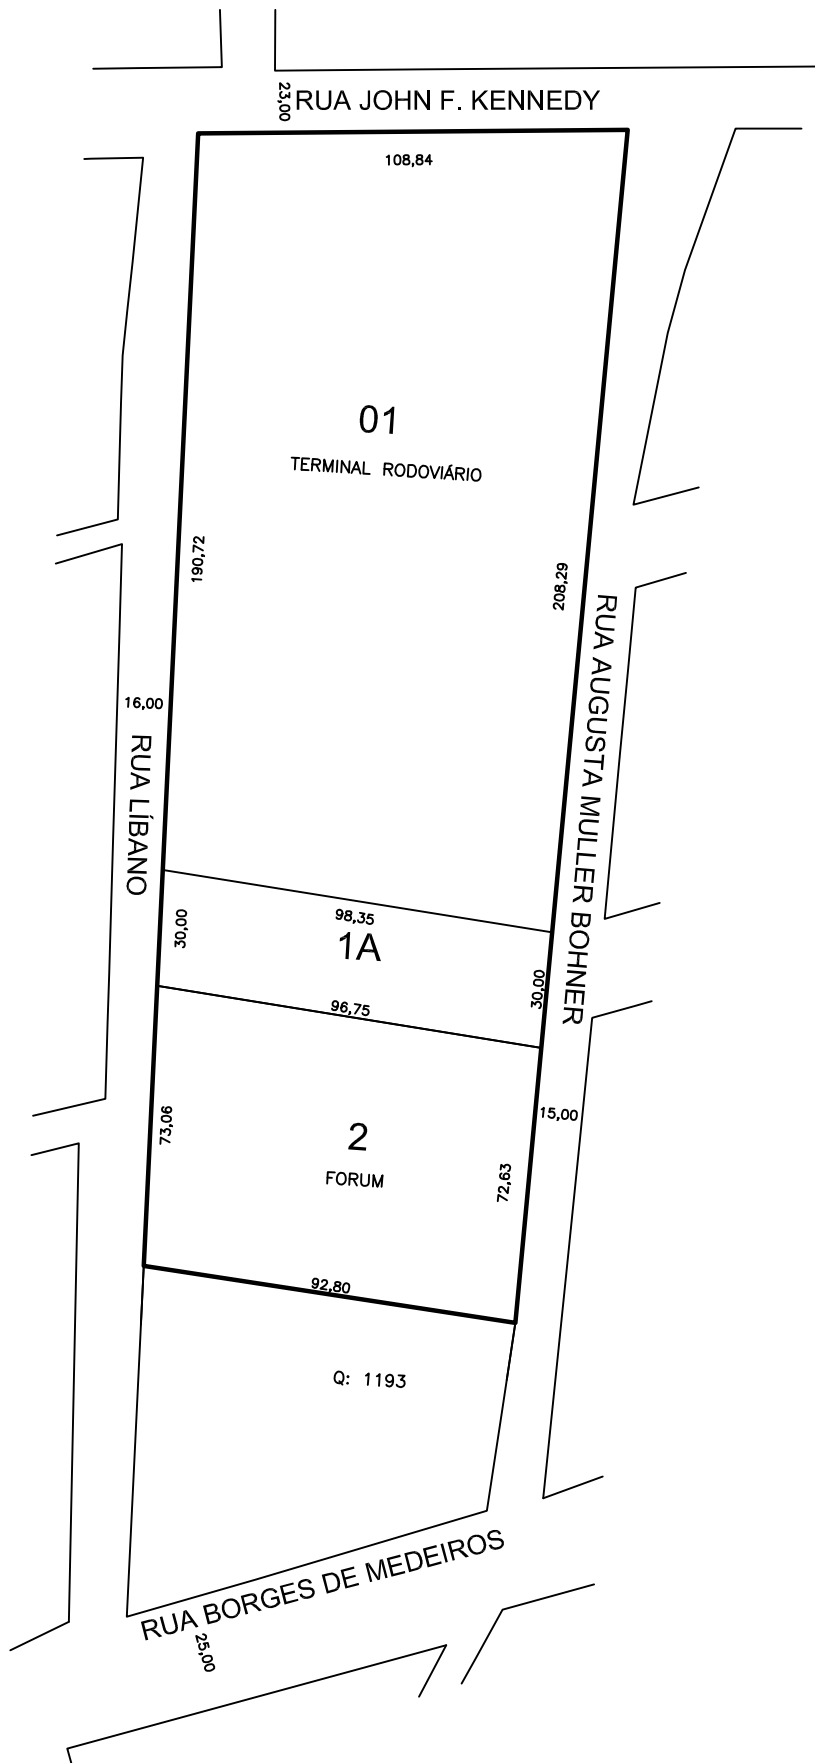 23,00
RUA JOHN F. KENNEDY
108,84
01
TERMINAL RODOVIÁRIO
190,72
208,29
RUA AUGUSTA MULLER BOHNER
16,00
RUA LÍBANO
98,35
30,00
1A
30,00
96,75
73,06
2
15,00
FORUM
72,63
92,80
Q: 1193
RUA BORGES DE MEDEIROS
25,00